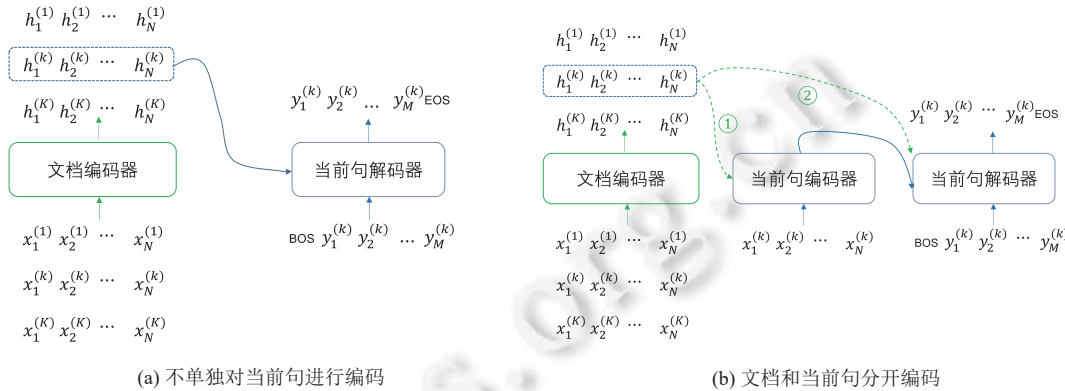 h_1^{(1)} h_2^{(1)} ⋯ h_N^{(1)}
h_1^{(k)} h_2^{(k)} ⋯ h_N^{(k)}
h_1^{(K)} h_2^{(K)} ⋯ h_N^{(K)}
y_1^{(k)} y_2^{(k)} … y_M^{(k)} EOS
文档编码器
当前句解码器
BOS y_1^{(k)} y_2^{(k)} … y_M^{(k)}
x_1^{(1)} x_2^{(1)} ⋯ x_N^{(1)}
x_1^{(k)} x_2^{(k)} ⋯ x_N^{(k)}
x_1^{(K)} x_2^{(K)} ⋯ x_N^{(K)}
(a) 不单独对当前句进行编码
h_1^{(1)} h_2^{(1)} ⋯ h_N^{(1)}
h_1^{(k)} h_2^{(k)} ⋯ h_N^{(k)}
h_1^{(K)} h_2^{(K)} ⋯ h_N^{(K)}
①
②
y_1^{(k)} y_2^{(k)} ⋯ y_M^{(k)} EOS
文档编码器
当前句编码器
当前句解码器
x_1^{(1)} x_2^{(1)} ⋯ x_N^{(1)}
x_1^{(k)} x_2^{(k)} ⋯ x_N^{(k)}
BOS y_1^{(k)} y_2^{(k)} ⋯ y_M^{(k)}
x_1^{(k)} x_2^{(k)} ⋯ x_N^{(k)}
x_1^{(K)} x_2^{(K)} ⋯ x_N^{(K)}
(b) 文档和当前句分开编码
.org.cn